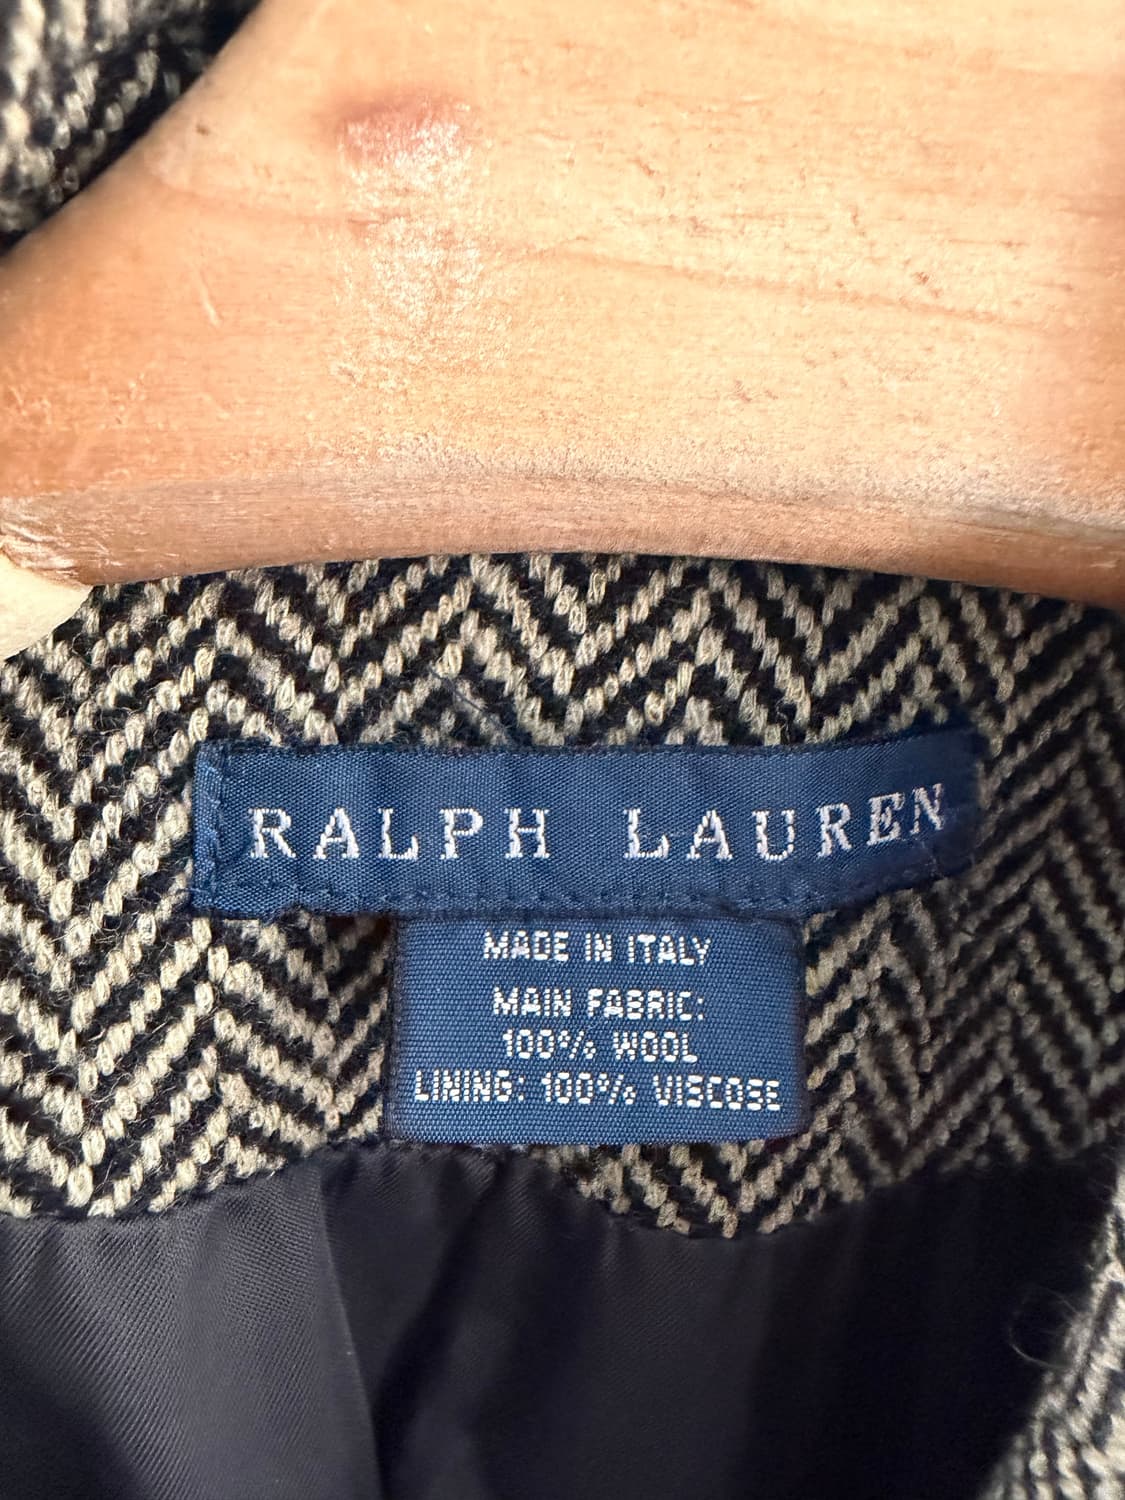 RALPH LAUREN
MADE IN ITALY
MAIN FABRIC:
100% WOOL
LINING: 100% VISCOSE